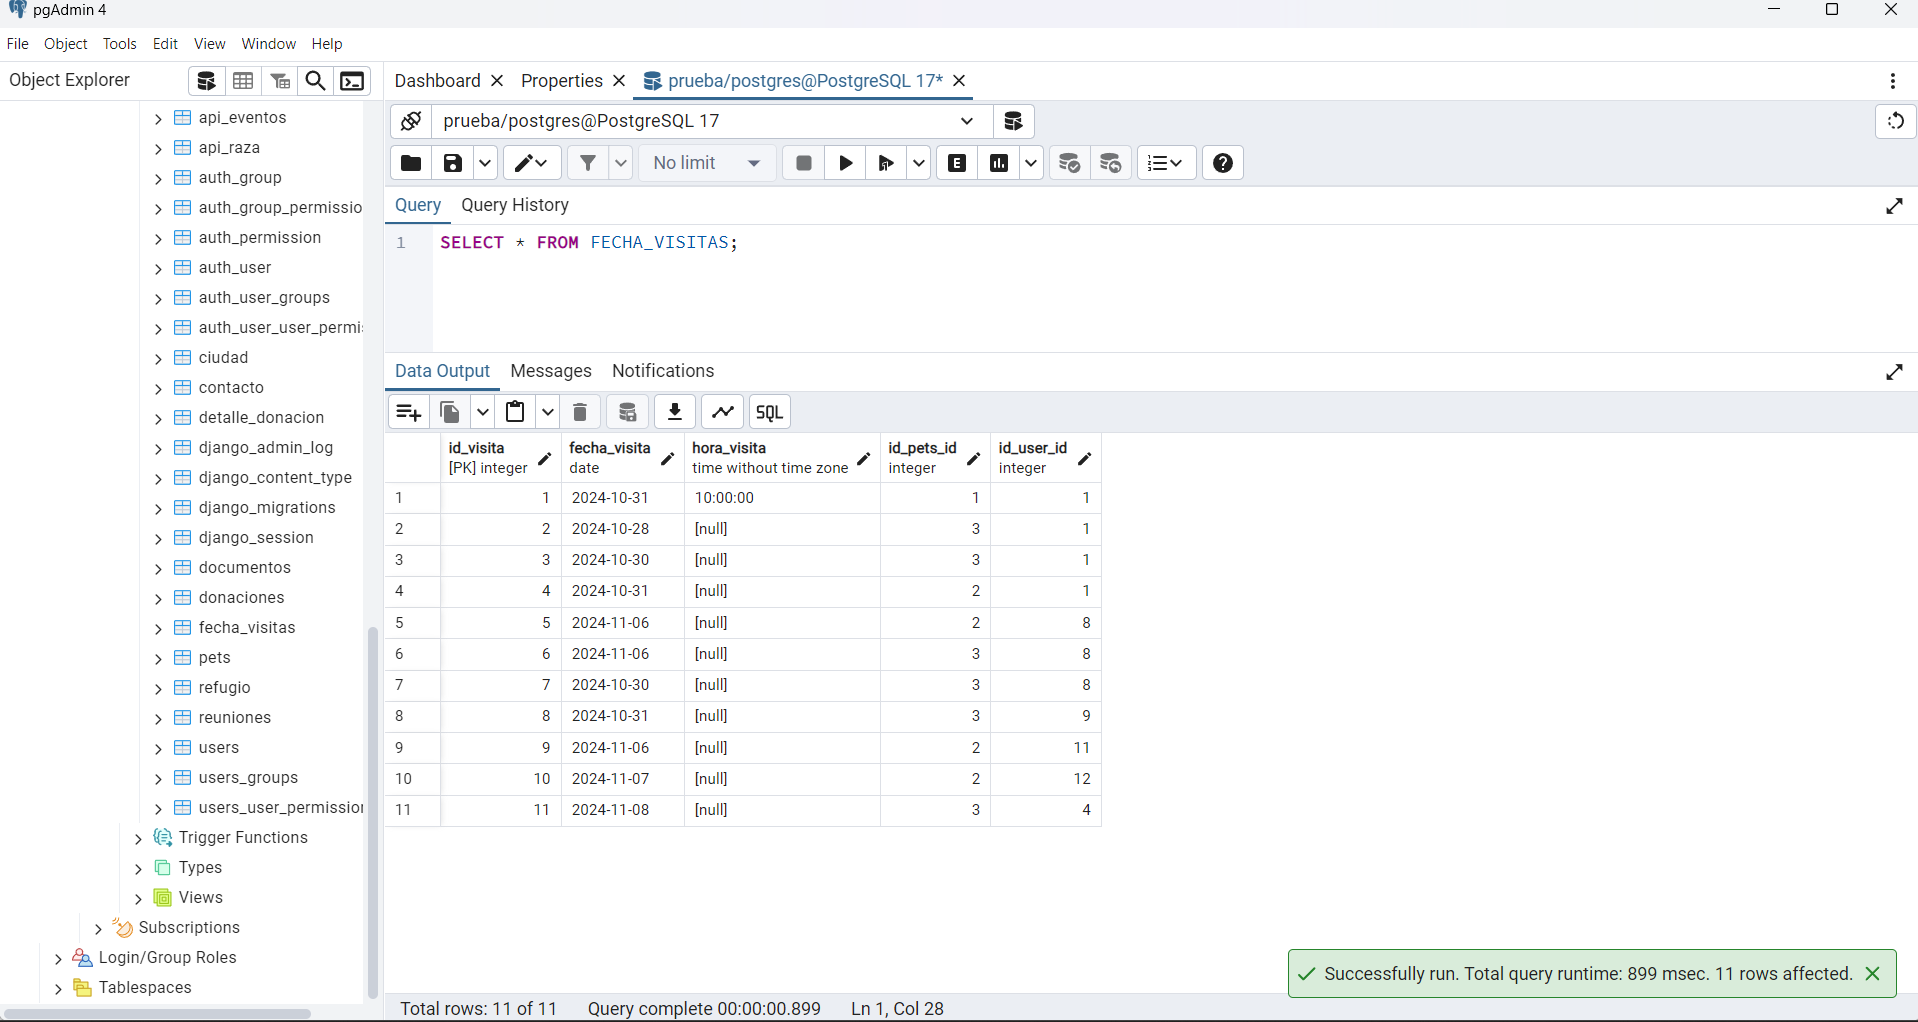 pgAdmin 4
File Object Tools Edit View Window Help
Object Explorer
api_eventos
api_raza
auth_group
auth_group_permissio
auth_permission
auth_user
auth_user_groups
auth_user_user_permi
ciudad
contacto
detalle_donacion
django_admin_log
django_content_type
django_migrations
django_session
documentos
donaciones
fecha_visitas
pets
refugio
reuniones
users
users_groups
users_user_permission
Trigger Functions
Types
Views
Subscriptions
Login/Group Roles
Tablespaces
Dashboard Properties prueba/postgres@PostgreSQL 17*
prueba/postgres@PostgreSQL 17
No limit E
Query Query History
1 SELECT * FROM FECHA_VISITAS;
Data Output Messages Notifications
SQL
id_visita fecha_visita hora_visita id_pets_id id_user_id
[PK] integer date time without time zone integer integer
1 1 2024-10-31 10:00:00 1 1
2 2 2024-10-28 [null] 3 1
3 3 2024-10-30 [null] 3 1
4 4 2024-10-31 [null] 2 1
5 5 2024-11-06 [null] 2 8
6 6 2024-11-06 [null] 3 8
7 7 2024-10-30 [null] 3 8
8 8 2024-10-31 [null] 3 9
9 9 2024-11-06 [null] 2 11
10 10 2024-11-07 [null] 2 12
11 11 2024-11-08 [null] 3 4
Successfully run. Total query runtime: 899 msec. 11 rows affected.
Total rows: 11 of 11 Query complete 00:00:00.899 Ln 1, Col 28